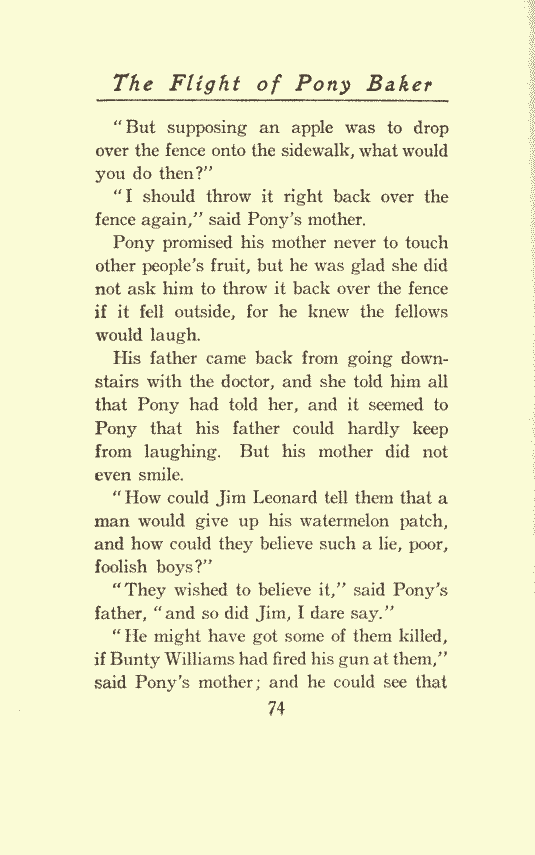 The Flight of Pony Baker
"But supposing an apple was to drop
over the fence onto the sidewalk, what would
you do then?"
"I should throw it right back over the
fence again," said Pony's mother.
Pony promised his mother never to touch
other people's fruit, but he was glad she did
not ask him to throw it back over the fence
if it fell outside, for he knew the fellows
would laugh.
His father came back from going down-
stairs with the doctor, and she told him all
that Pony had told her, and it seemed to
Pony that his father could hardly keep
from laughing. But his mother did not
even smile.
"How could Jim Leonard tell them that a
man would give up his watermelon patch,
and how could they believe such a lie, poor,
foolish boys?"
"They wished to believe it," said Pony's
father, "and so did Jim, I dare say."
"He might have got some of them killed,
if Bunty Williams had fired his gun at them,"
said Pony's mother; and he could see that
74